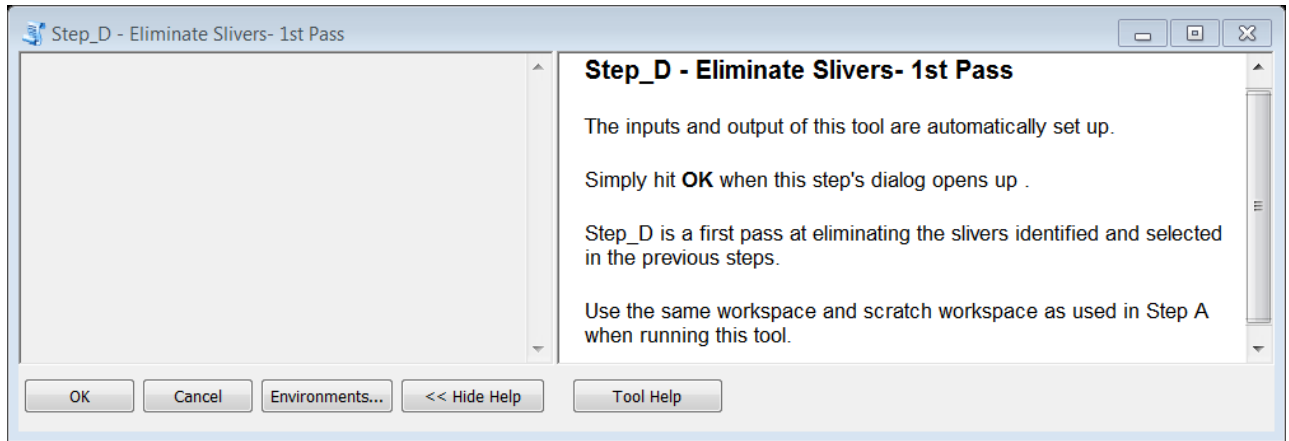 Step_D - Eliminate Slivers- 1st Pass
Step_D - Eliminate Slivers- 1st Pass
The inputs and output of this tool are automatically set up.
Simply hit OK when this step's dialog opens up .
Step_D is a first pass at eliminating the slivers identified and selected
in the previous steps.
Use the same workspace and scratch workspace as used in Step A
when running this tool.
OK Cancel Environments... << Hide Help Tool Help